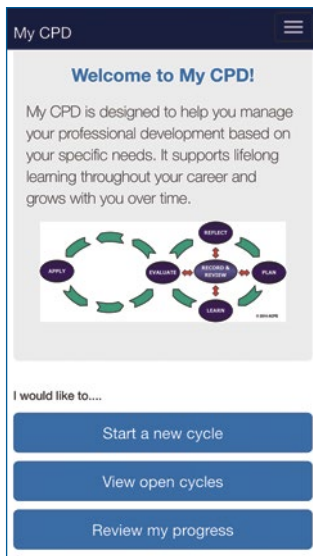 My CPD
Welcome to My CPD!
My CPD is designed to help you manage
your professional development based on
your specific needs. It supports lifelong
learning throughout your career and
grows with you over time.
REFLECT
APPLY
EVALUATE
RECORD &
REVIEW
PLAN
LEARN
I would like to....
Start a new cycle
View open cycles
Review my progress